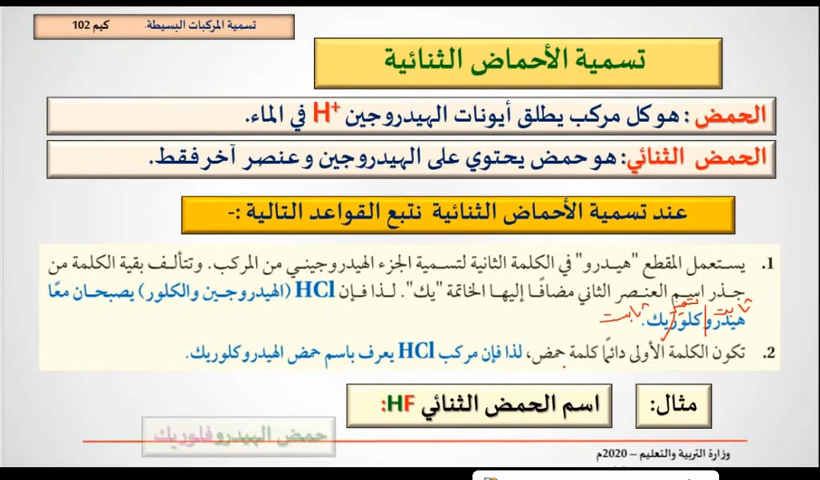 تسمية المركبات البسيطة كيم 102
تسمية الأحماض الثنائية
الحمض : هو كل مركب يطلق أيونات الهيدروجين H+ في الماء.
الحمض الثنائي: هو حمض يحتوي على الهيدروجين وعنصر آخر فقط.
عند تسمية الأحماض الثنائية نتبع القواعد التالية :-
1. يستعمل المقطع "هيدرو" في الكلمة الثانية لتسمية الجزء الهيدروجيني من المركب. وتتألف بقية الكلمة من
جذر اسم العنصر الثاني مضافًا إليها الخاتمة "يك". لذا فإن HCl (الهيدروجين والكلور) يصبحان معًا
هيدروكلوريك.
ثابت
ثابت
2. تكون الكلمة الأولى دائمًا كلمة حمض، لذا فإن مركب HCl يعرف باسم حمض الهيدروكلوريك.
مثال: اسم الحمض الثنائي HF:
حمض الهيدروفلوريك
وزارة التربية والتعليم – 2020م